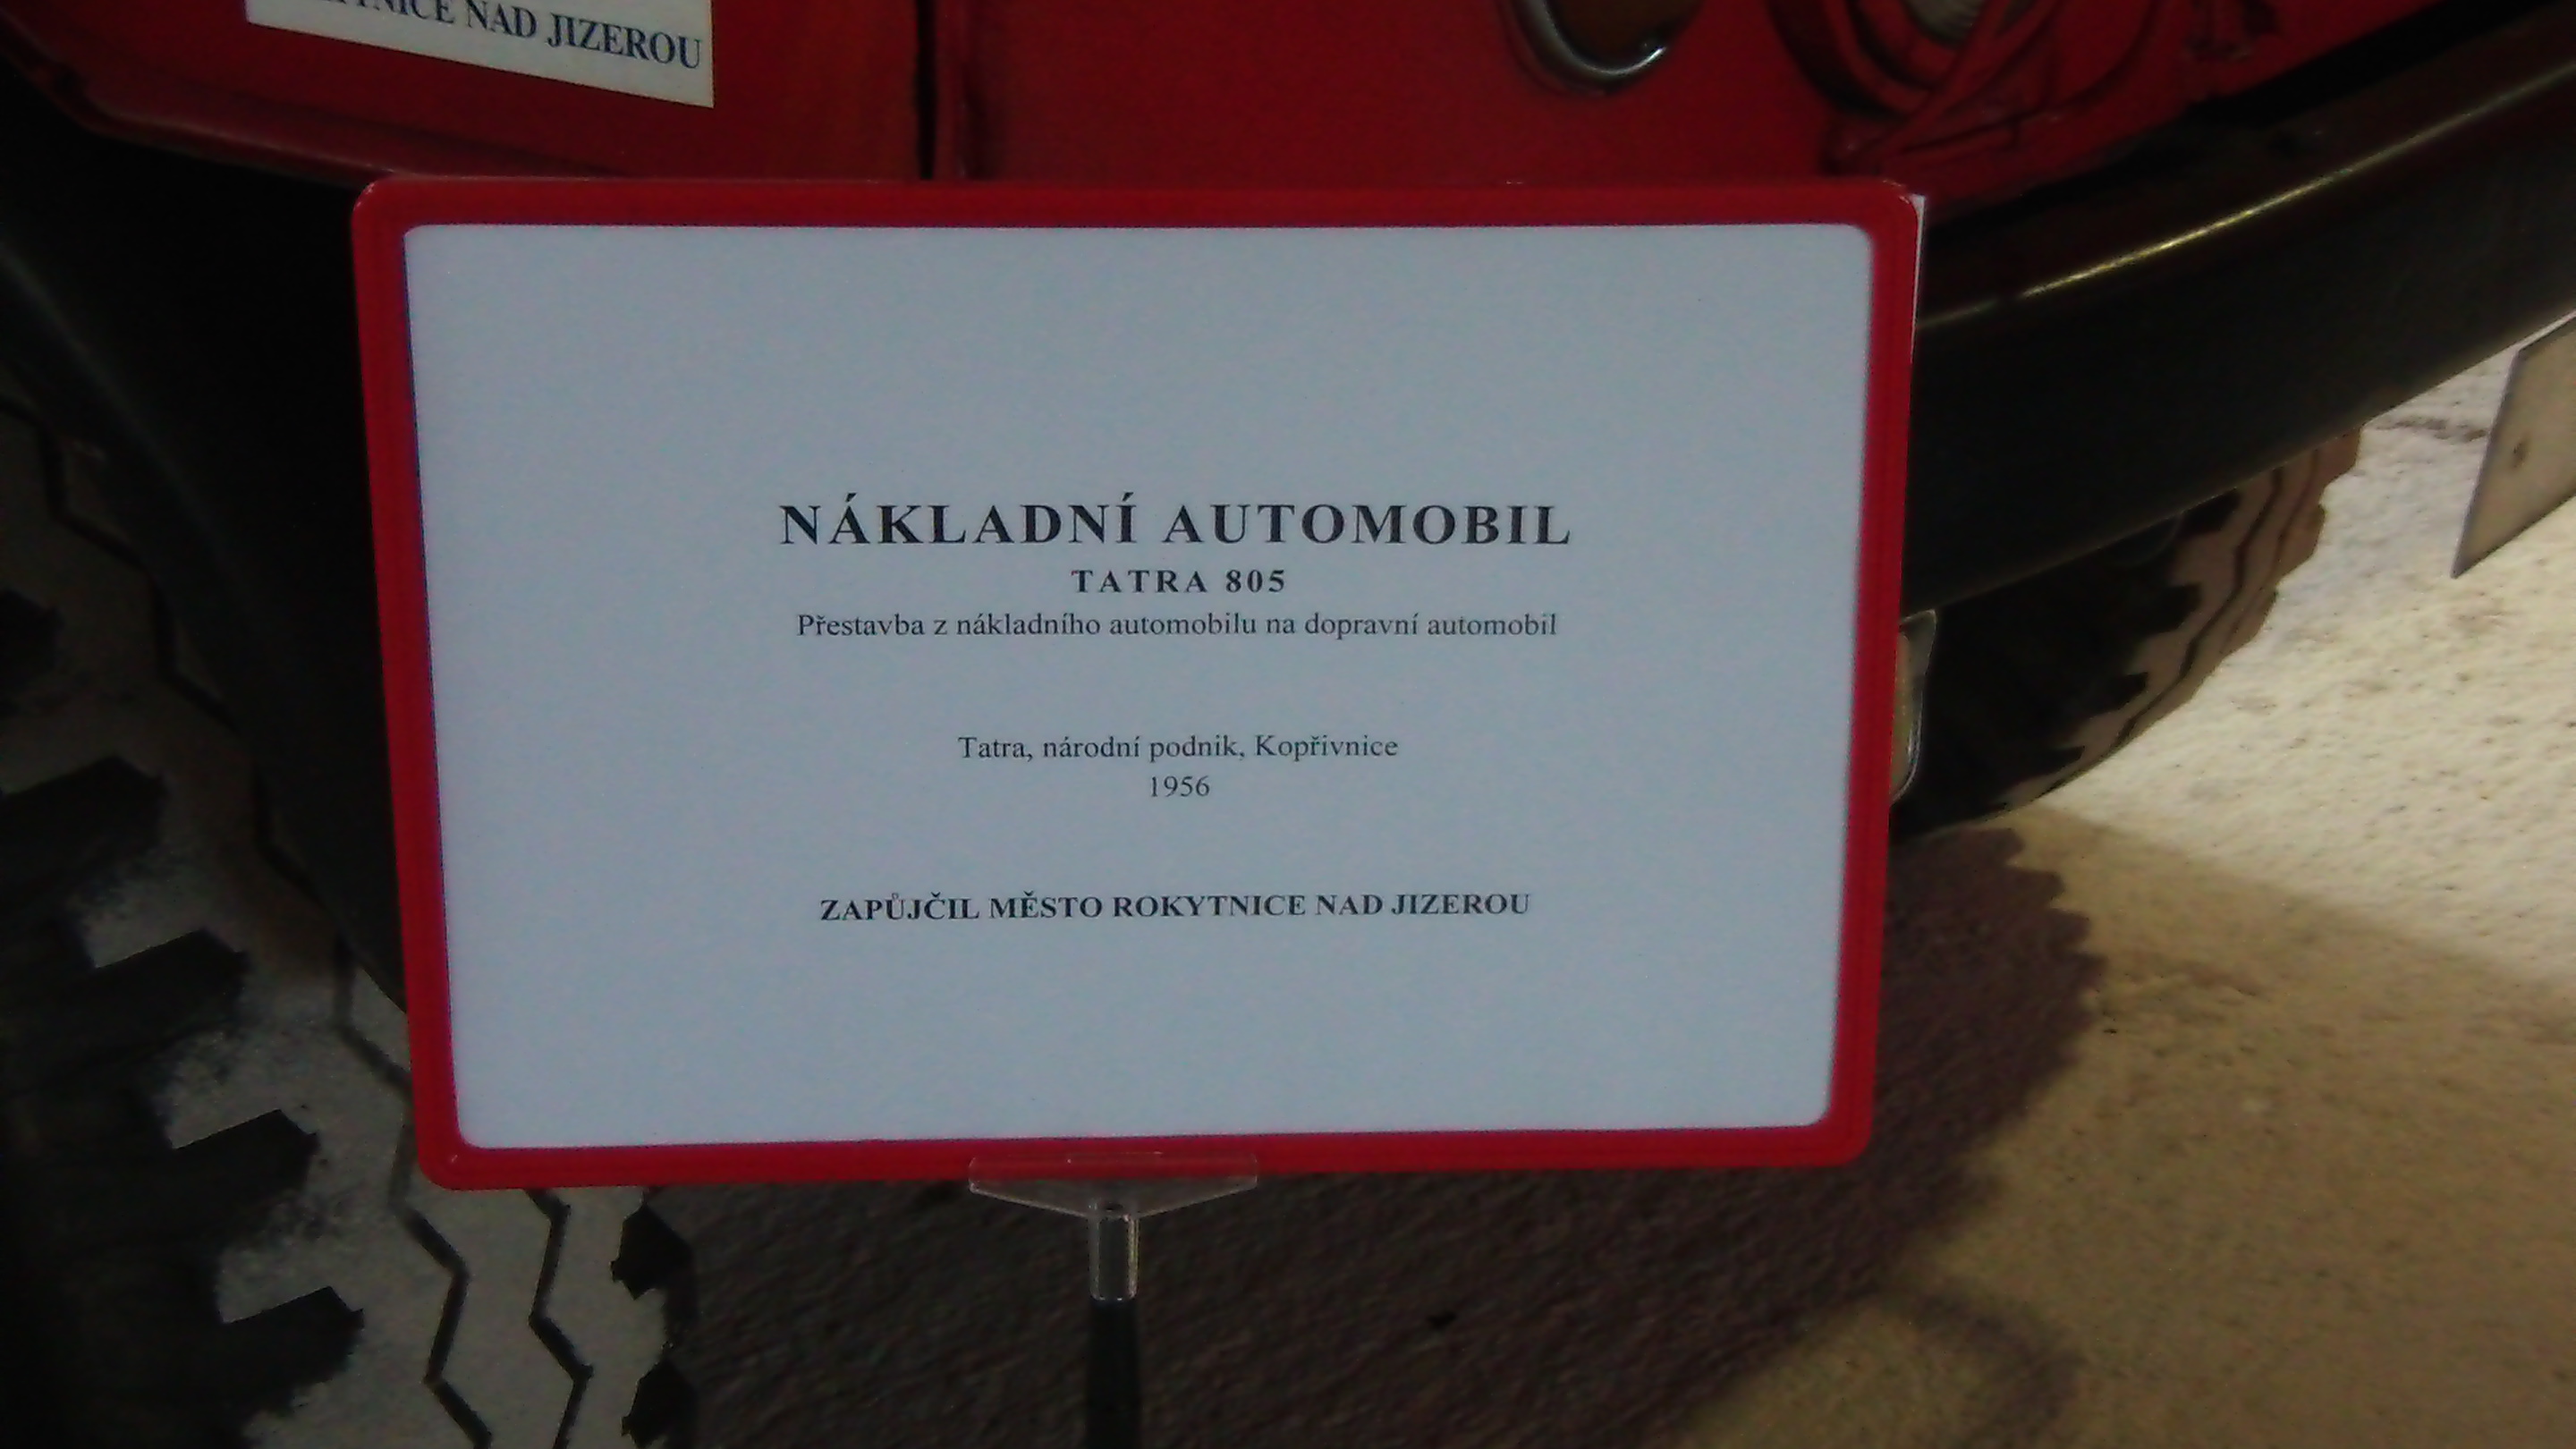 NAD JIZEROU
NÁKLADNÍ AUTOMOBIL
TATRA 805
Přestavba z nákladního automobilu na dopravní automobil
Tatra, národní podnik, Kopřivnice
1956
ZAPŮJČIL MĚSTO ROKYTNICE NAD JIZEROU